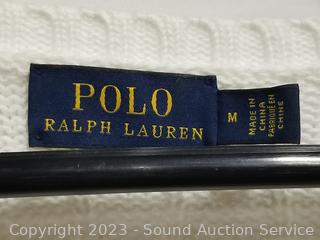 POLO
RALPH LAUREN
M
MADE IN
CHINA
FABRIQUÉ EN
CHINE
Copyright 2023 - Sound Auction Service